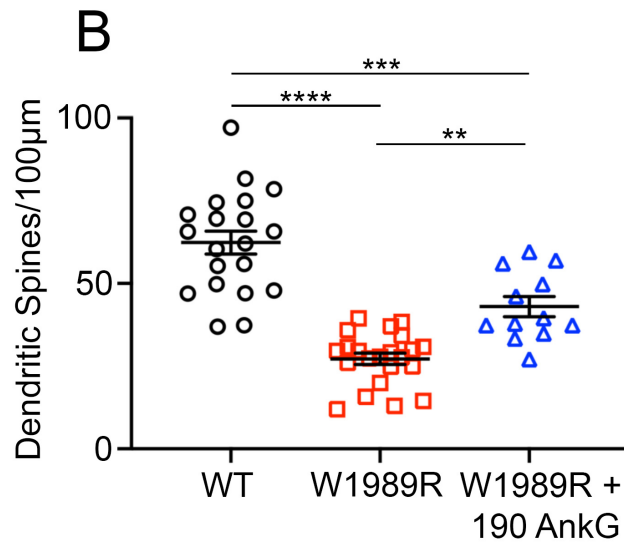 B
***
****
**
Dendritic Spines/100μm
100
50
0
WT
W1989R
W1989R +
190 AnkG